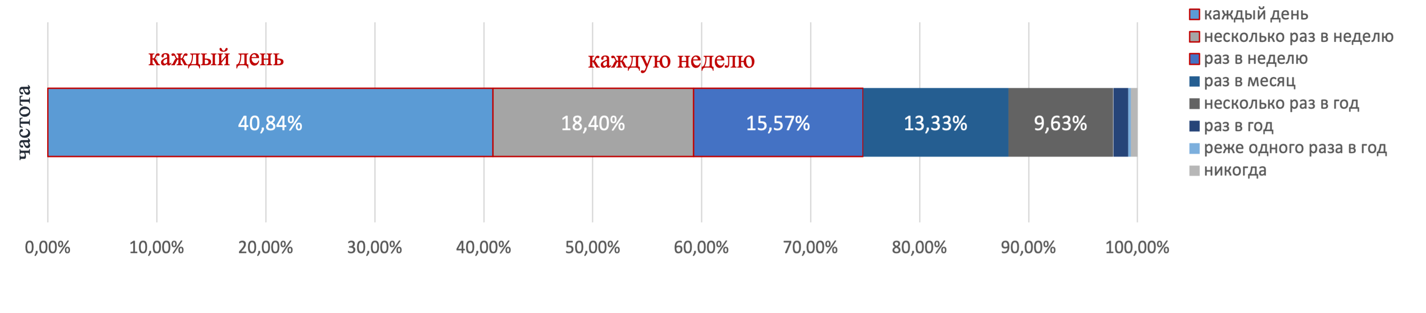 каждый день
каждую неделю
частота
40,84%
18,40%
15,57%
13,33%
9,63%
0,00%
10,00%
20,00%
30,00%
40,00%
50,00%
60,00%
70,00%
80,00%
90,00%
100,00%
каждый день
несколько раз в неделю
раз в неделю
раз в месяц
несколько раз в год
раз в год
реже одного раза в год
никогда